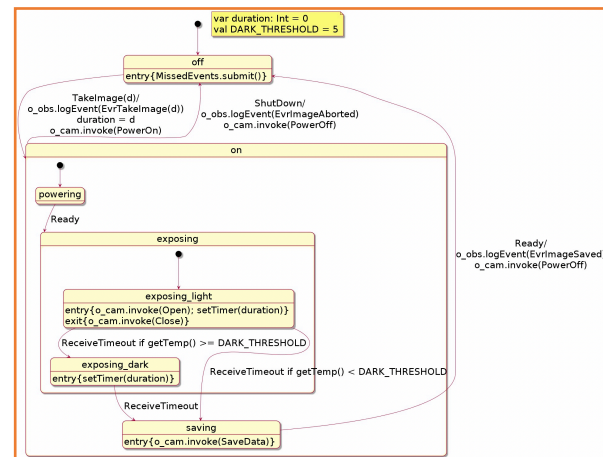 var duration: Int = 0
val DARK_THRESHOLD = 5
off
entry{MissedEvents.submit()}
TakeImage(d)/
o_obs.logEvent(EvrTakeImage(d))
duration = d
o_cam.invoke(PowerOn)
ShutDown/
o_obs.logEvent(EvrImageAborted)
o_cam.invoke(PowerOff)
on
powering
Ready
exposing
Ready/
o_obs.logEvent(EvrImageSaved)
o_cam.invoke(PowerOff)
exposing_light
entry{o_cam.invoke(Open); setTimer(duration)}
exit{o_cam.invoke(Close)}
ReceiveTimeout if getTemp() >= DARK_THRESHOLD
exposing_dark
entry{setTimer(duration)}
ReceiveTimeout if getTemp() < DARK_THRESHOLD
ReceiveTimeout
saving
entry{o_cam.invoke(SaveData)}